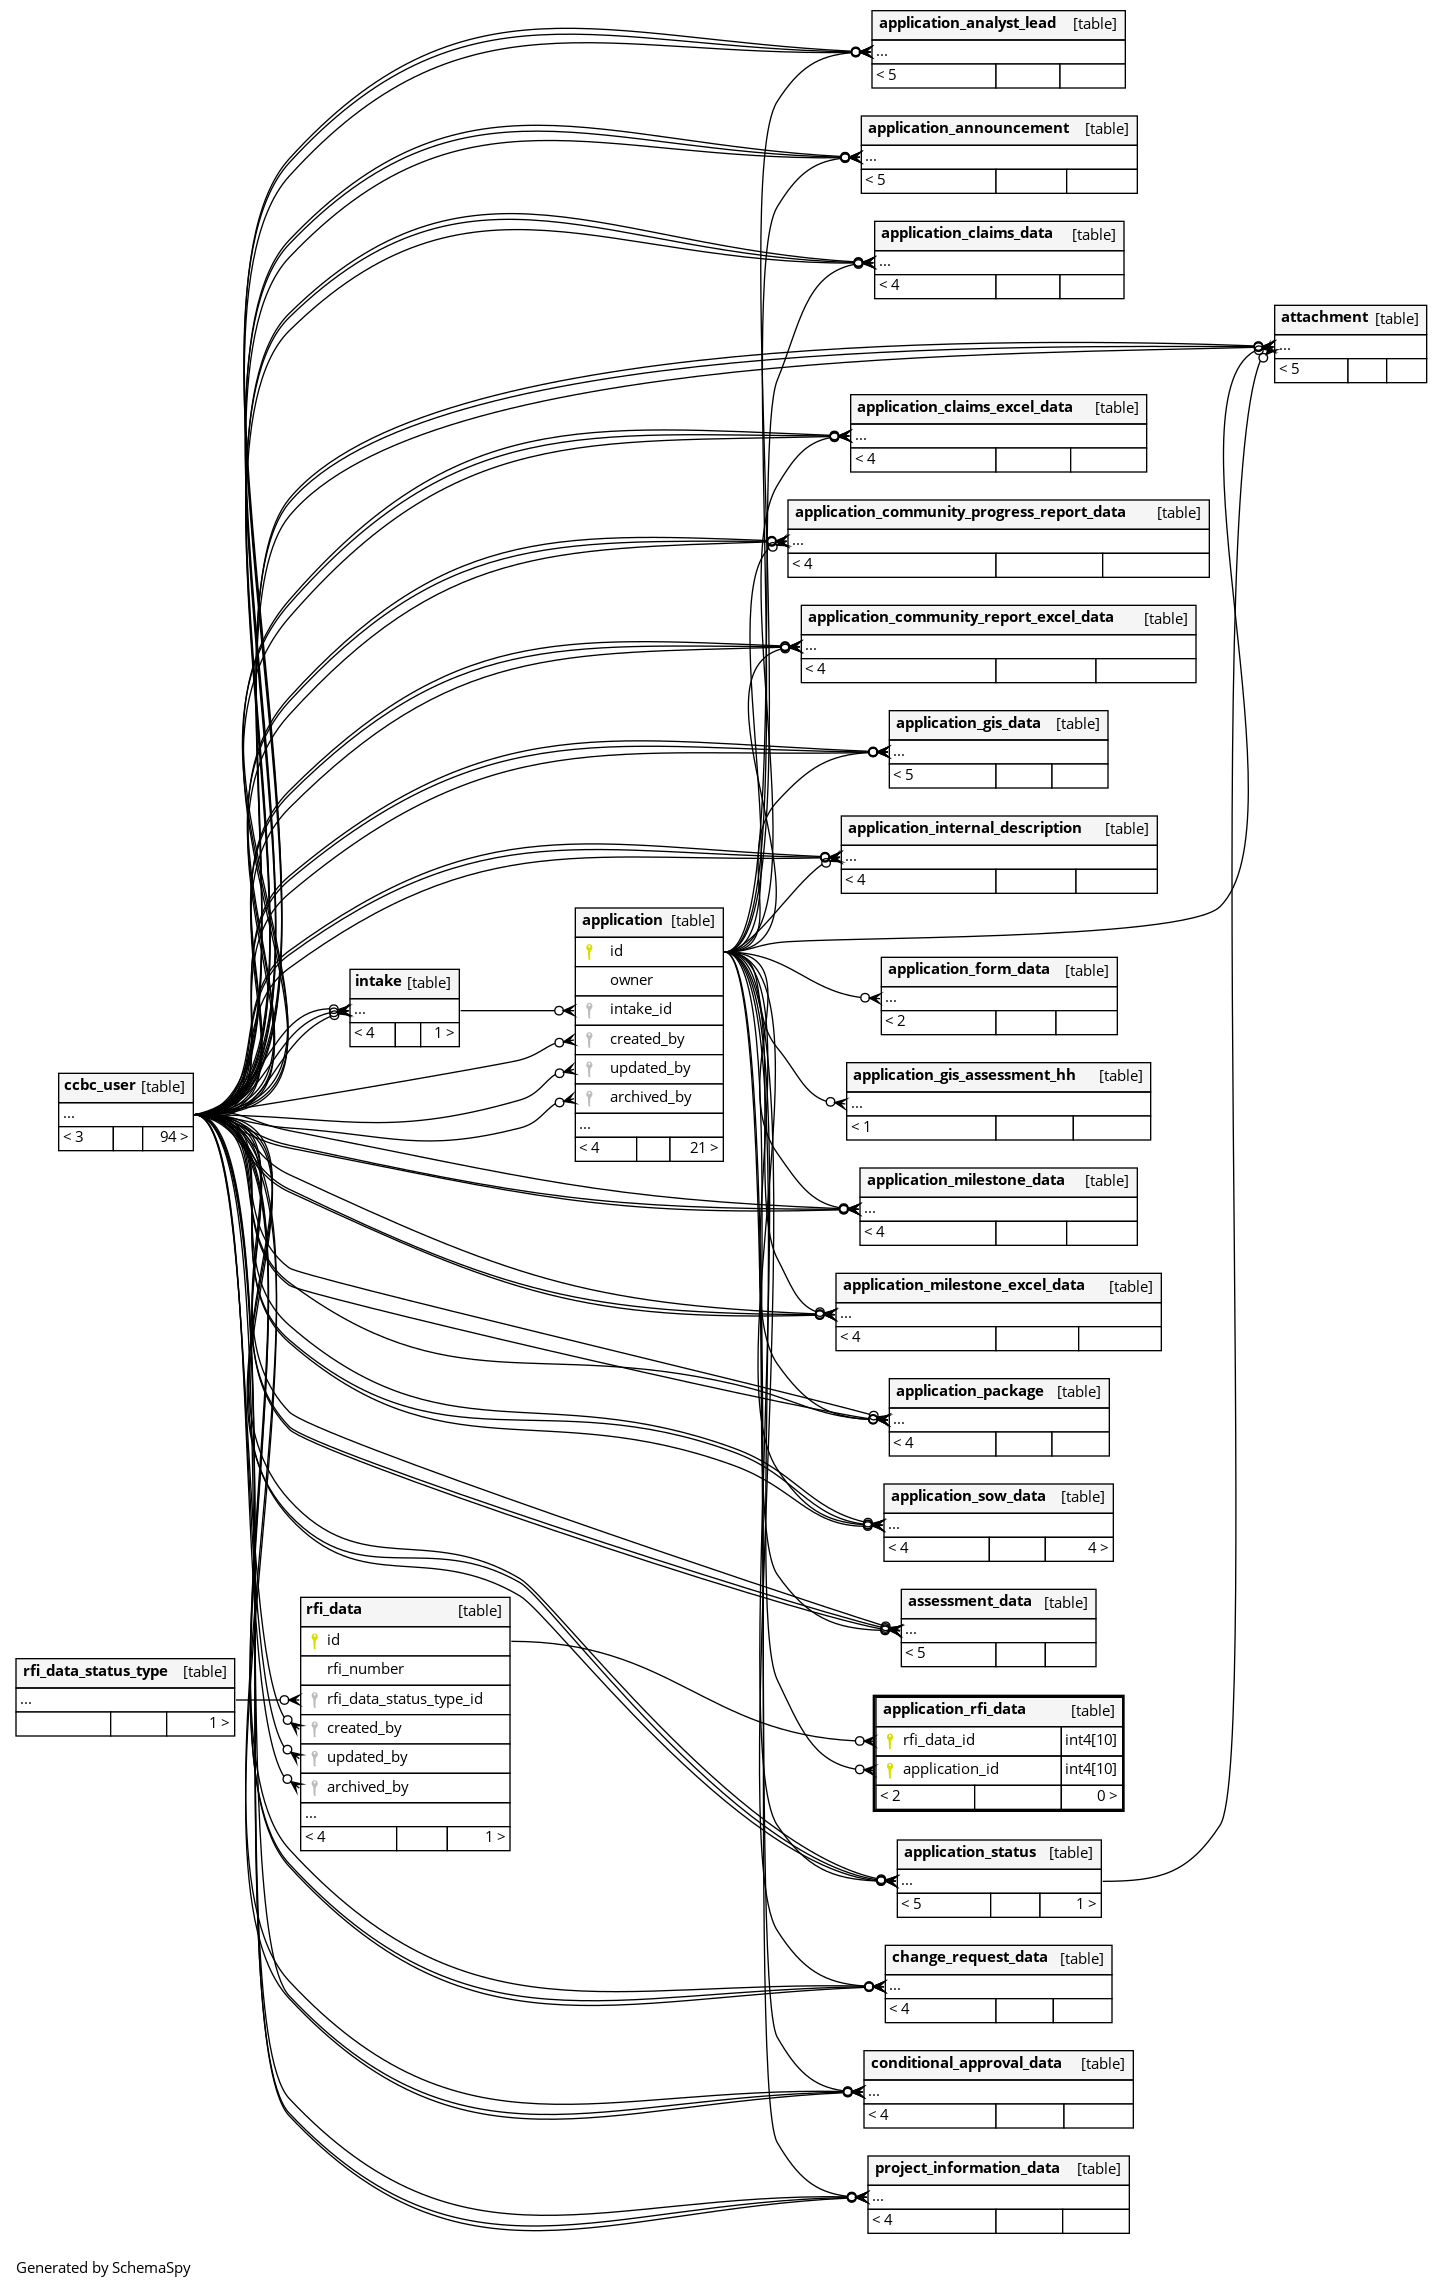 application_analyst_lead [table]
...
< 5
application_announcement [table]
...
< 5
application_claims_data [table]
...
< 4
attachment [table]
...
< 5
application_claims_excel_data [table]
...
< 4
application_community_progress_report_data [table]
...
< 4
application_community_report_excel_data [table]
...
< 4
application_gis_data [table]
...
< 5
application_internal_description [table]
...
< 4
application [table]
id
owner
intake_id
created_by
updated_by
archived_by
...
< 4 21 >
intake [table]
...
< 4 1 >
application_form_data [table]
...
< 2
ccbc_user [table]
...
< 3 94 >
application_gis_assessment_hh [table]
...
< 1
application_milestone_data [table]
...
< 4
application_milestone_excel_data [table]
...
< 4
application_package [table]
...
< 4
application_sow_data [table]
...
< 4 4 >
assessment_data [table]
...
< 5
rfi_data [table]
id
rfi_number
rfi_data_status_type_id
created_by
updated_by
archived_by
...
< 4 1 >
rfi_data_status_type [table]
...
1 >
application_rfi_data [table]
rfi_data_id int4[10]
application_id int4[10]
< 2 0 >
application_status [table]
...
< 5 1 >
change_request_data [table]
...
< 4
conditional_approval_data [table]
...
< 4
project_information_data [table]
...
< 4
Generated by SchemaSpy